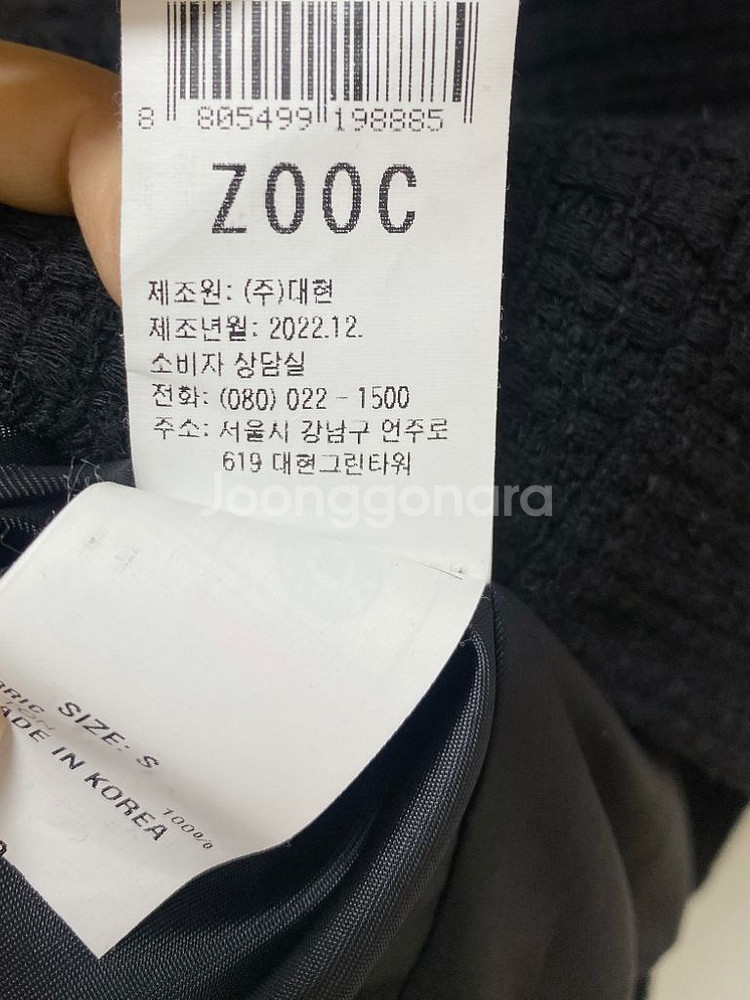 8 805499 198885
ZOOC
제조원: (주)대현
제조년월: 2022.12.
소비자 상담실
전화: (080) 022 - 1500
주소: 서울시 강남구 언주로
619 대현그린타워
Joonggonara
SIZE: S
MADE IN KOREA
100%